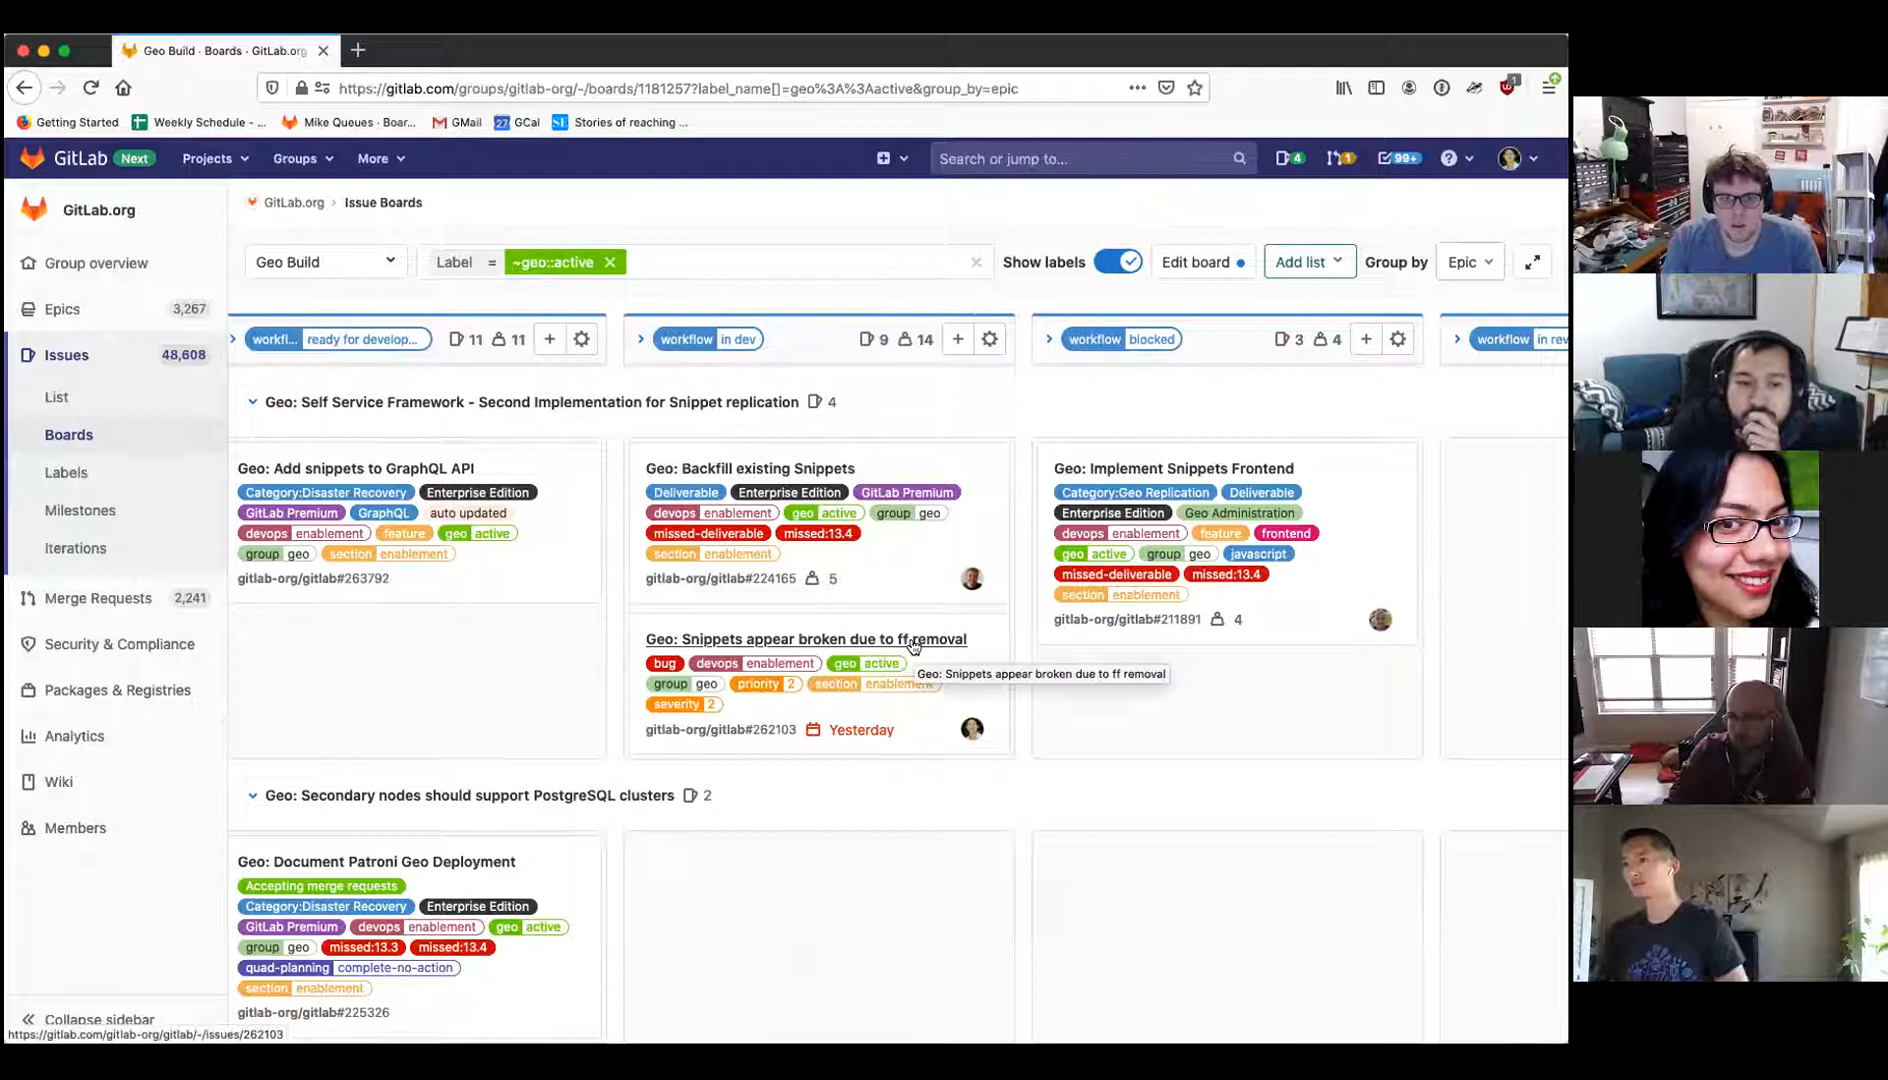 Geo Build · Boards · GitLab.org
https://gitlab.com/groups/gitlab-org/-/boards/1181257?label_name[]=geo%3A%3Aactive&group_by=epic
1
Getting Started
Weekly Schedule - ...
Mike Queues · Boar...
GMail
27 GCal
Stories of reaching ...
GitLab Next
Projects
Groups
More
Search or jump to...
4
1
99+
GitLab.org
GitLab.org › Issue Boards
Group overview
Epics 3,267
Issues 48,608
List
Boards
Labels
Milestones
Iterations
Merge Requests 2,241
Security & Compliance
Packages & Registries
Analytics
Wiki
Members
Collapse sidebar
Geo Build
Label = ~geo::active
Show labels
Edit board
Add list
Group by
Epic
workfl... ready for develop... 11 11
workflow in dev 9 14
workflow blocked 3 4
workflow in rev
Geo: Self Service Framework - Second Implementation for Snippet replication 4
Geo: Add snippets to GraphQL API
Category:Disaster Recovery Enterprise Edition
GitLab Premium GraphQL auto updated
devops enablement feature geo active
group geo section enablement
gitlab-org/gitlab#263792
Geo: Backfill existing Snippets
Deliverable Enterprise Edition GitLab Premium
devops enablement geo active group geo
missed-deliverable missed:13.4
section enablement
gitlab-org/gitlab#224165 5
Geo: Snippets appear broken due to ff removal
bug devops enablement geo active
group geo priority 2 section enablement
severity 2
gitlab-org/gitlab#262103 Yesterday
Geo: Snippets appear broken due to ff removal
Geo: Implement Snippets Frontend
Category:Geo Replication Deliverable
Enterprise Edition Geo Administration
devops enablement feature frontend
geo active group geo javascript
missed-deliverable missed:13.4
section enablement
gitlab-org/gitlab#211891 4
Geo: Secondary nodes should support PostgreSQL clusters 2
Geo: Document Patroni Geo Deployment
Accepting merge requests
Category:Disaster Recovery Enterprise Edition
GitLab Premium devops enablement geo active
group geo missed:13.3 missed:13.4
quad-planning complete-no-action
section enablement
gitlab-org/gitlab#225326
https://gitlab.com/gitlab-org/gitlab/-/issues/262103